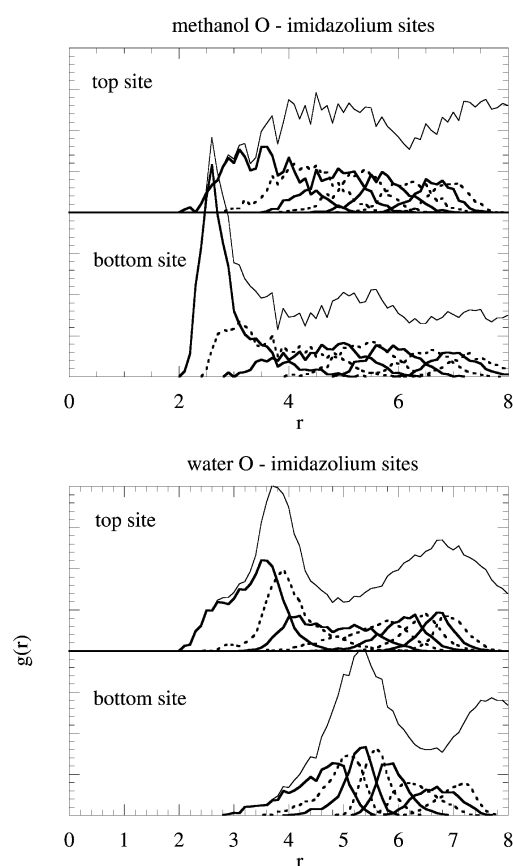 methanol O - imidazolium sites
top site
bottom site
0 2 4 6 8
r
water O - imidazolium sites
top site
g(r)
bottom site
0 1 2 3 4 5 6 7 8
r